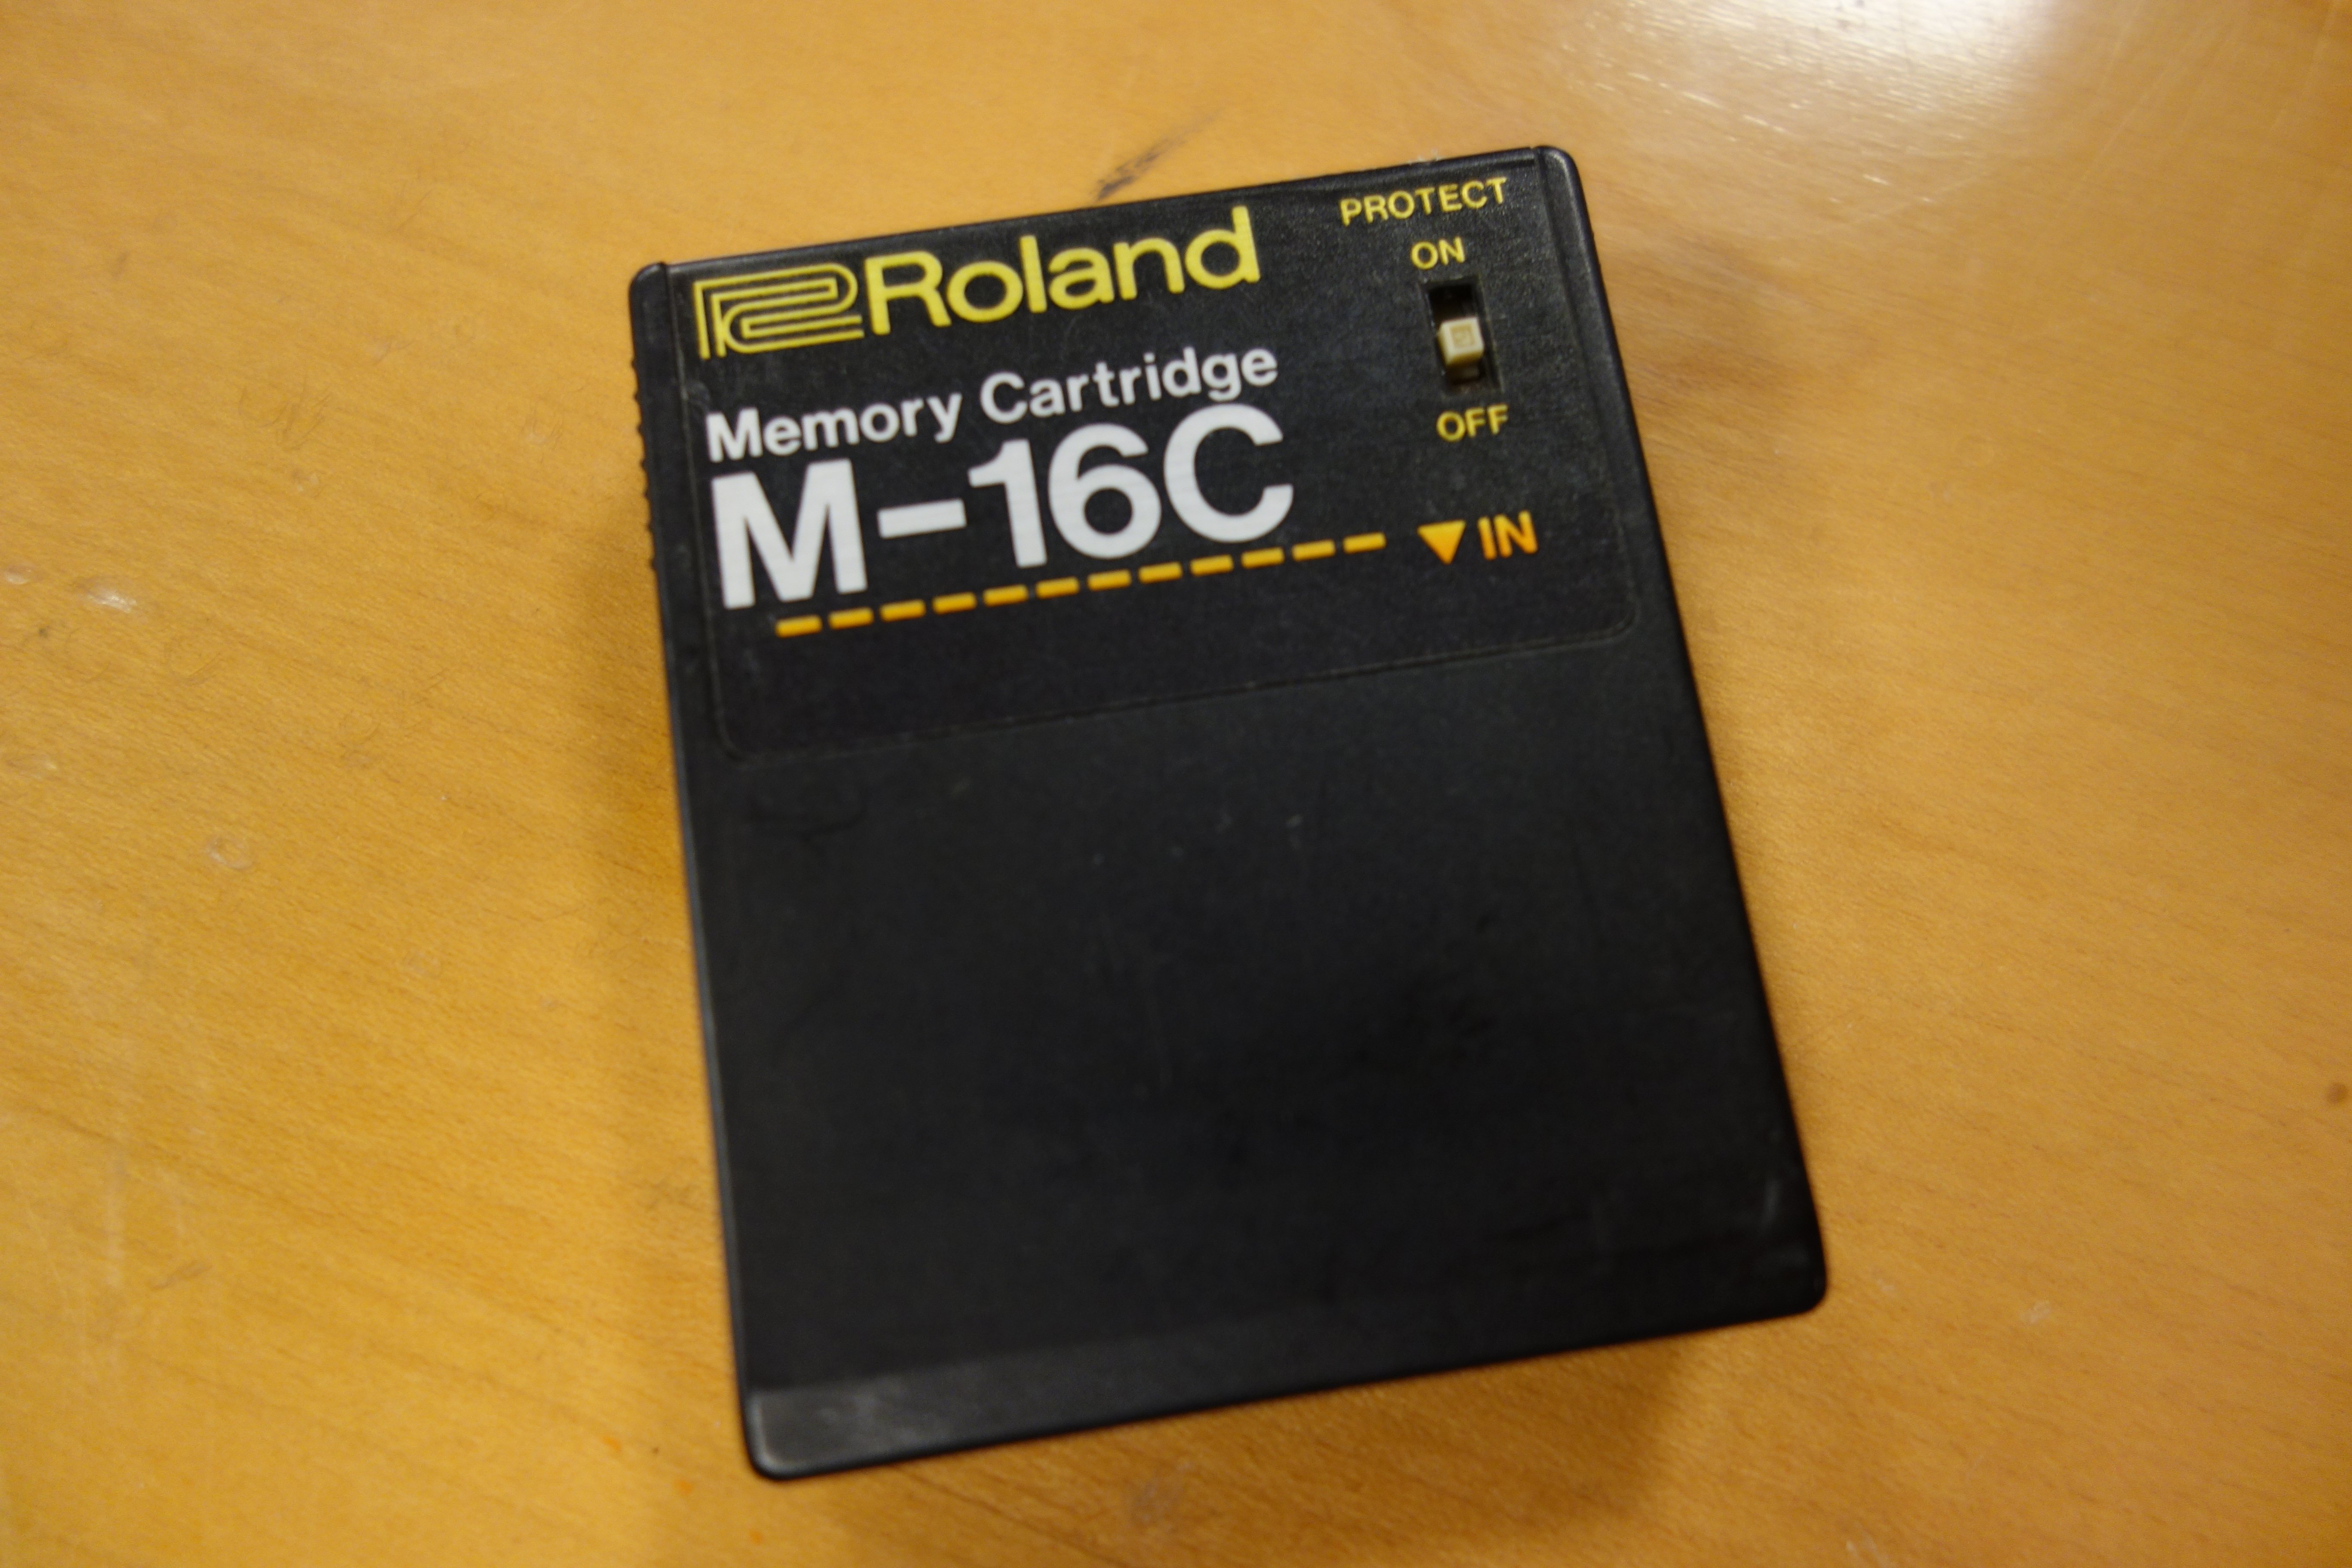 Roland
PROTECT
ON
OFF
Memory Cartridge
M-16C
▼IN